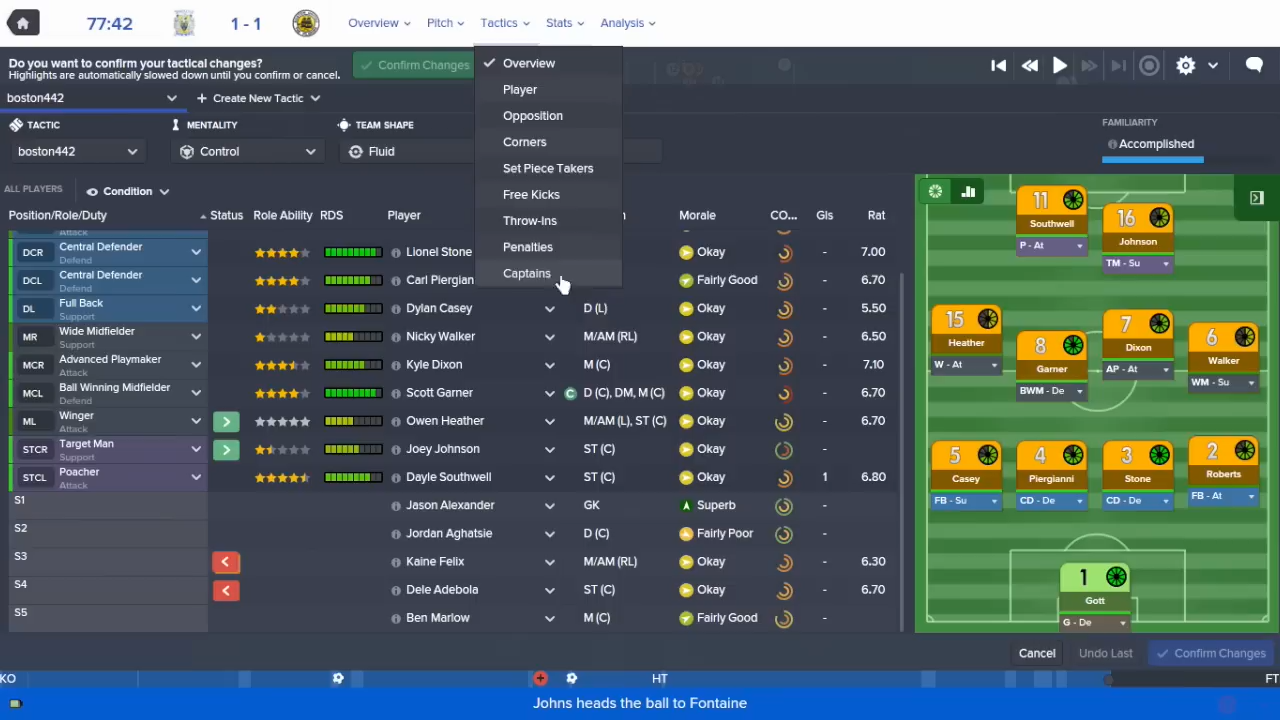 77:42
1 - 1
Overview
Pitch
Tactics
Stats
Analysis
Do you want to confirm your tactical changes?
Highlights are automatically slowed down until you confirm or cancel.
Confirm Changes
Overview
Player
Opposition
Corners
Set Piece Takers
Free Kicks
Throw-Ins
Penalties
Captains
boston442
Create New Tactic
TACTIC
MENTALITY
TEAM SHAPE
FAMILIARITY
boston442
Control
Fluid
Accomplished
ALL PLAYERS
Condition
Position/Role/Duty
Status
Role Ability
RDS
Player
Morale
CO...
Gls
Rat
Attack
DCR
Central Defender
Defend
Lionel Stone
Okay
-
7.00
DCL
Central Defender
Defend
Carl Piergian
Fairly Good
-
6.70
DL
Full Back
Support
Dylan Casey
D (L)
Okay
-
5.50
MR
Wide Midfielder
Support
Nicky Walker
M/AM (RL)
Okay
-
6.50
MCR
Advanced Playmaker
Attack
Kyle Dixon
M (C)
Okay
-
7.10
MCL
Ball Winning Midfielder
Defend
Scott Garner
C
D (C), DM, M (C)
Okay
-
6.70
ML
Winger
Attack
Owen Heather
M/AM (L), ST (C)
Okay
-
6.70
STCR
Target Man
Support
Joey Johnson
ST (C)
Okay
-
STCL
Poacher
Attack
Dayle Southwell
ST (C)
Okay
1
6.80
S1
Jason Alexander
GK
Superb
-
S2
Jordan Aghatsie
D (C)
Fairly Poor
-
S3
Kaine Felix
M/AM (RL)
Okay
-
6.30
S4
Dele Adebola
ST (C)
Okay
-
6.70
S5
Ben Marlow
M (C)
Fairly Good
-
11
Southwell
P - At
16
Johnson
TM - Su
15
Heather
W - At
8
Garner
BWM - De
7
Dixon
AP - At
6
Walker
WM - Su
5
Casey
FB - Su
4
Piergianni
CD - De
3
Stone
CD - De
2
Roberts
FB - At
1
Gott
G - De
Cancel
Undo Last
Confirm Changes
KO
HT
FT
Johns heads the ball to Fontaine